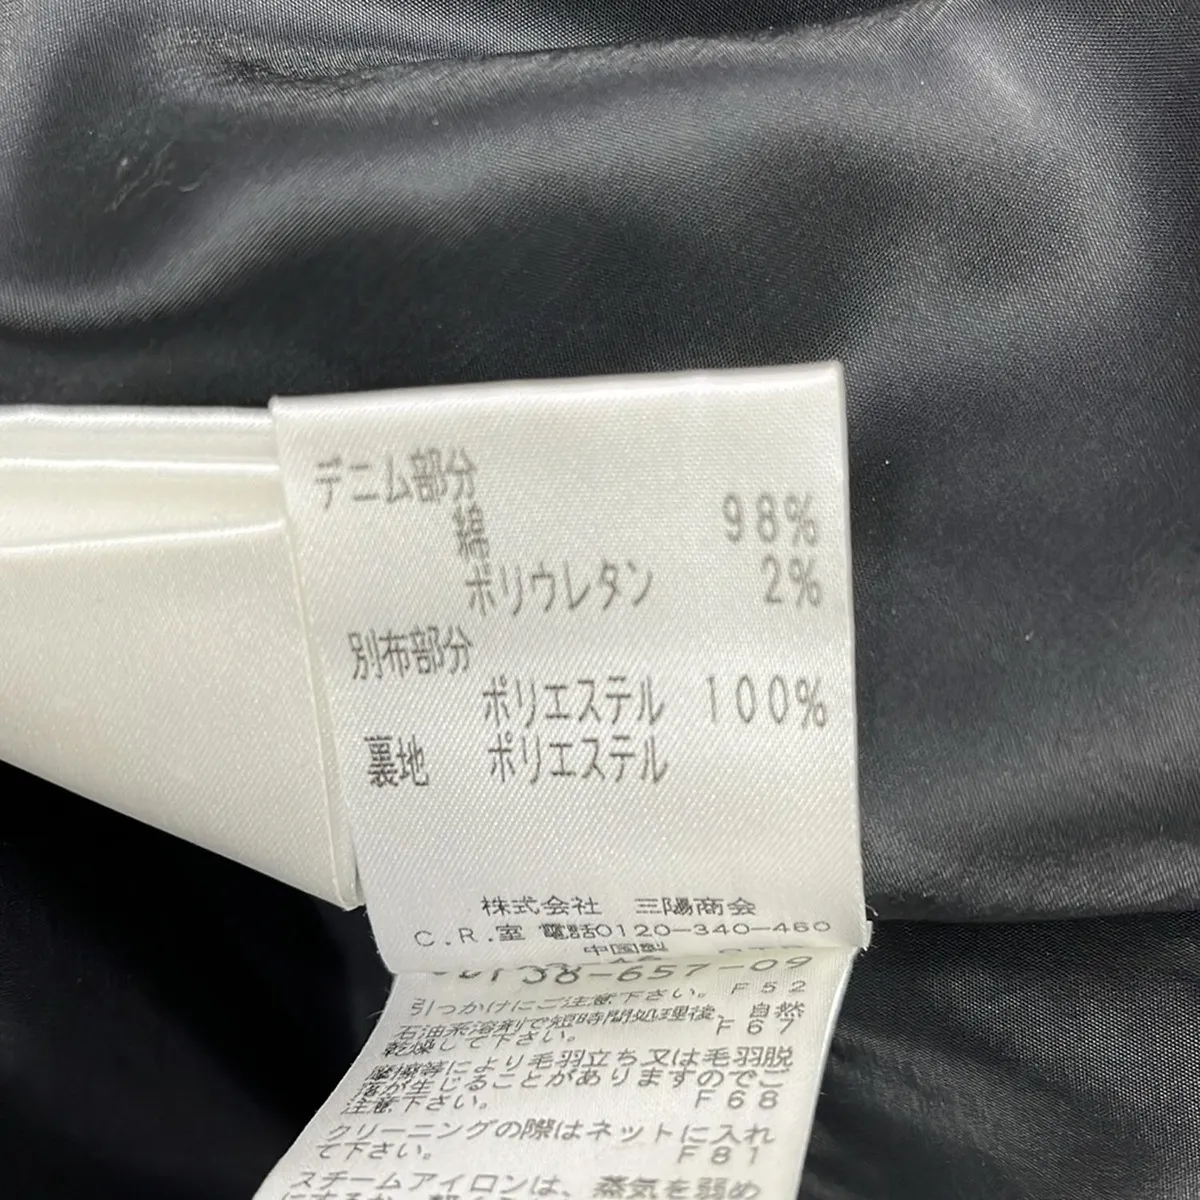 デニム部分
綿 98%
ポリウレタン 2%
別布部分
ポリエステル 100%
裏地 ポリエステル
株式会社 三陽商会
C.R.室 電話0120-340-460
中国製
38-657-09
引つかけにご注意下さい。F52
石油系溶剤で短時間処理後、自然
乾燥して下さい。F67
摩擦等により毛羽立ち又は毛羽脱
落が生じることがありますのでご
注意下さい。F68
クリーニングの際はネットに入れ
て下さい。F81
スチームアイロンは、蒸気を弱め